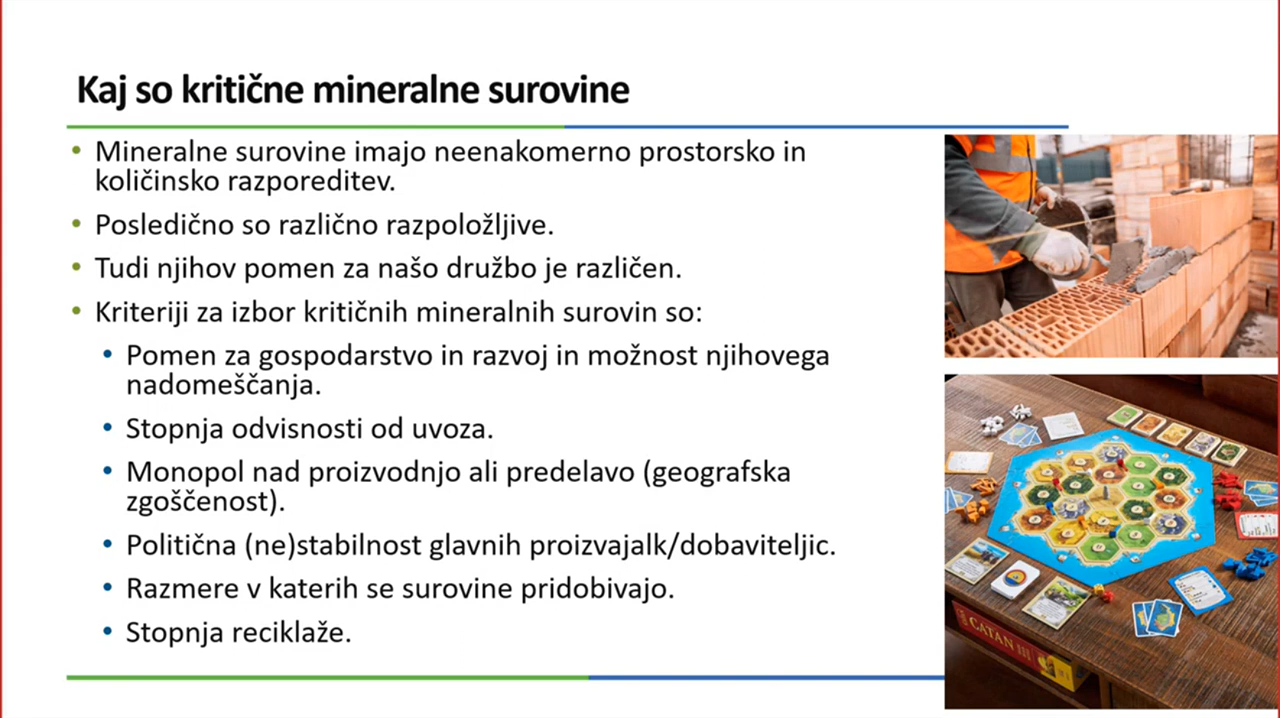 Kaj so kritične mineralne surovine
• Mineralne surovine imajo neenakomerno prostorsko in
količinsko razporeditev.
• Posledično so različno razpoložljive.
• Tudi njihov pomen za našo družbo je različen.
• Kriteriji za izbor kritičnih mineralnih surovin so:
• Pomen za gospodarstvo in razvoj in možnost njihovega
nadomeščanja.
• Stopnja odvisnosti od uvoza.
• Monopol nad proizvodnjo ali predelavo (geografska
zgoščenost).
• Politična (ne)stabilnost glavnih proizvajalk/dobaviteljic.
• Razmere v katerih se surovine pridobivajo.
• Stopnja reciklaže.
CATAN